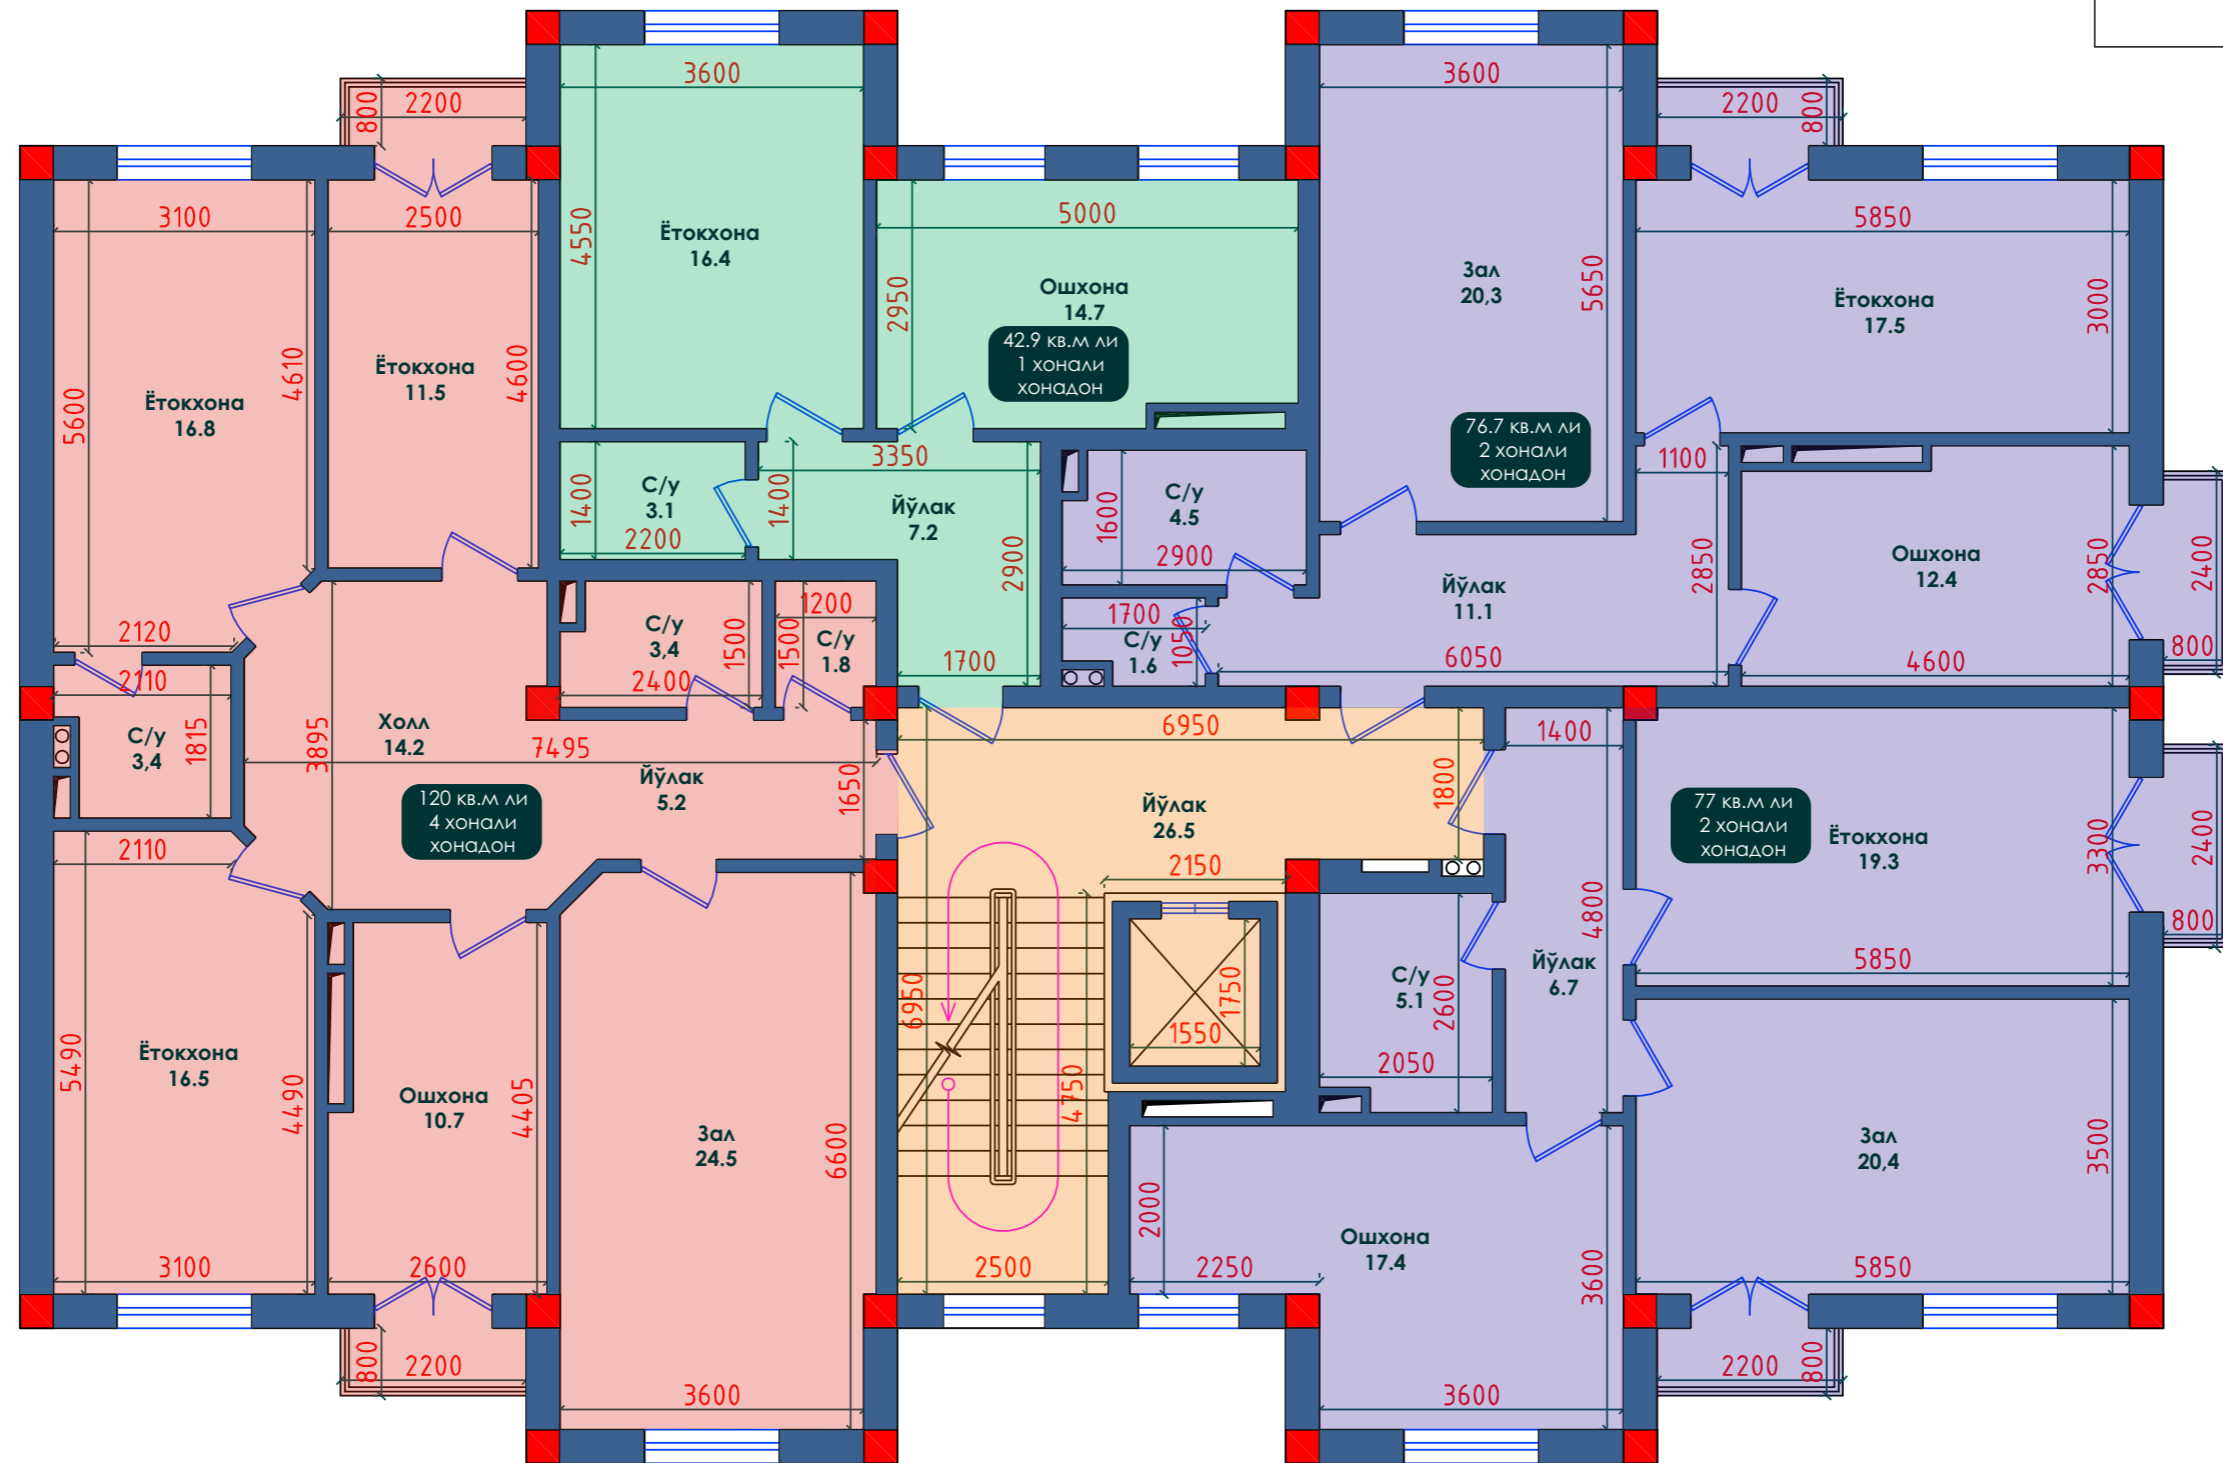 3600
3600
800
2200
2200
800
3100
2500
4550
Ётокхона
16.4
5000
5850
2950
Ошхона
14.7
Зал
20,3
5650
Ётокхона
17.5
3000
42.9 кв.м ли
1 хонали
хонадон
5600
Ётокхона
16.8
4610
Ётокхона
11.5
4600
76.7 кв.м ли
2 хонали
хонадон
3350
1100
1400
С/у
3.1
2200
1400
Йўлак
7.2
2900
1600
С/у
4.5
2900
2850
Ошхона
12.4
2850
2400
Йўлак
11.1
2120
С/у
3,4
1500
2400
1500
1200
С/у
1.8
1700
1700
С/у
1.6
1050
6050
4600
800
2110
С/у
3,4
1815
3895
Холл
14.2
7495
Йўлак
5.2
1650
6950
1800
1400
120 кв.м ли
4 хонали
хонадон
Йўлак
26.5
77 кв.м ли
2 хонали
хонадон
Ётокхона
19.3
3300
2400
2110
2150
4800
800
6950
1750
1550
С/у
5.1
2600
2050
Йўлак
6.7
5850
5490
Ётокхона
16.5
4490
Ошхона
10.7
4405
Зал
24.5
6600
4750
Зал
20,4
3500
2000
Ошхона
17.4
3600
3100
2600
2500
2250
5850
800
2200
3600
3600
2200
800